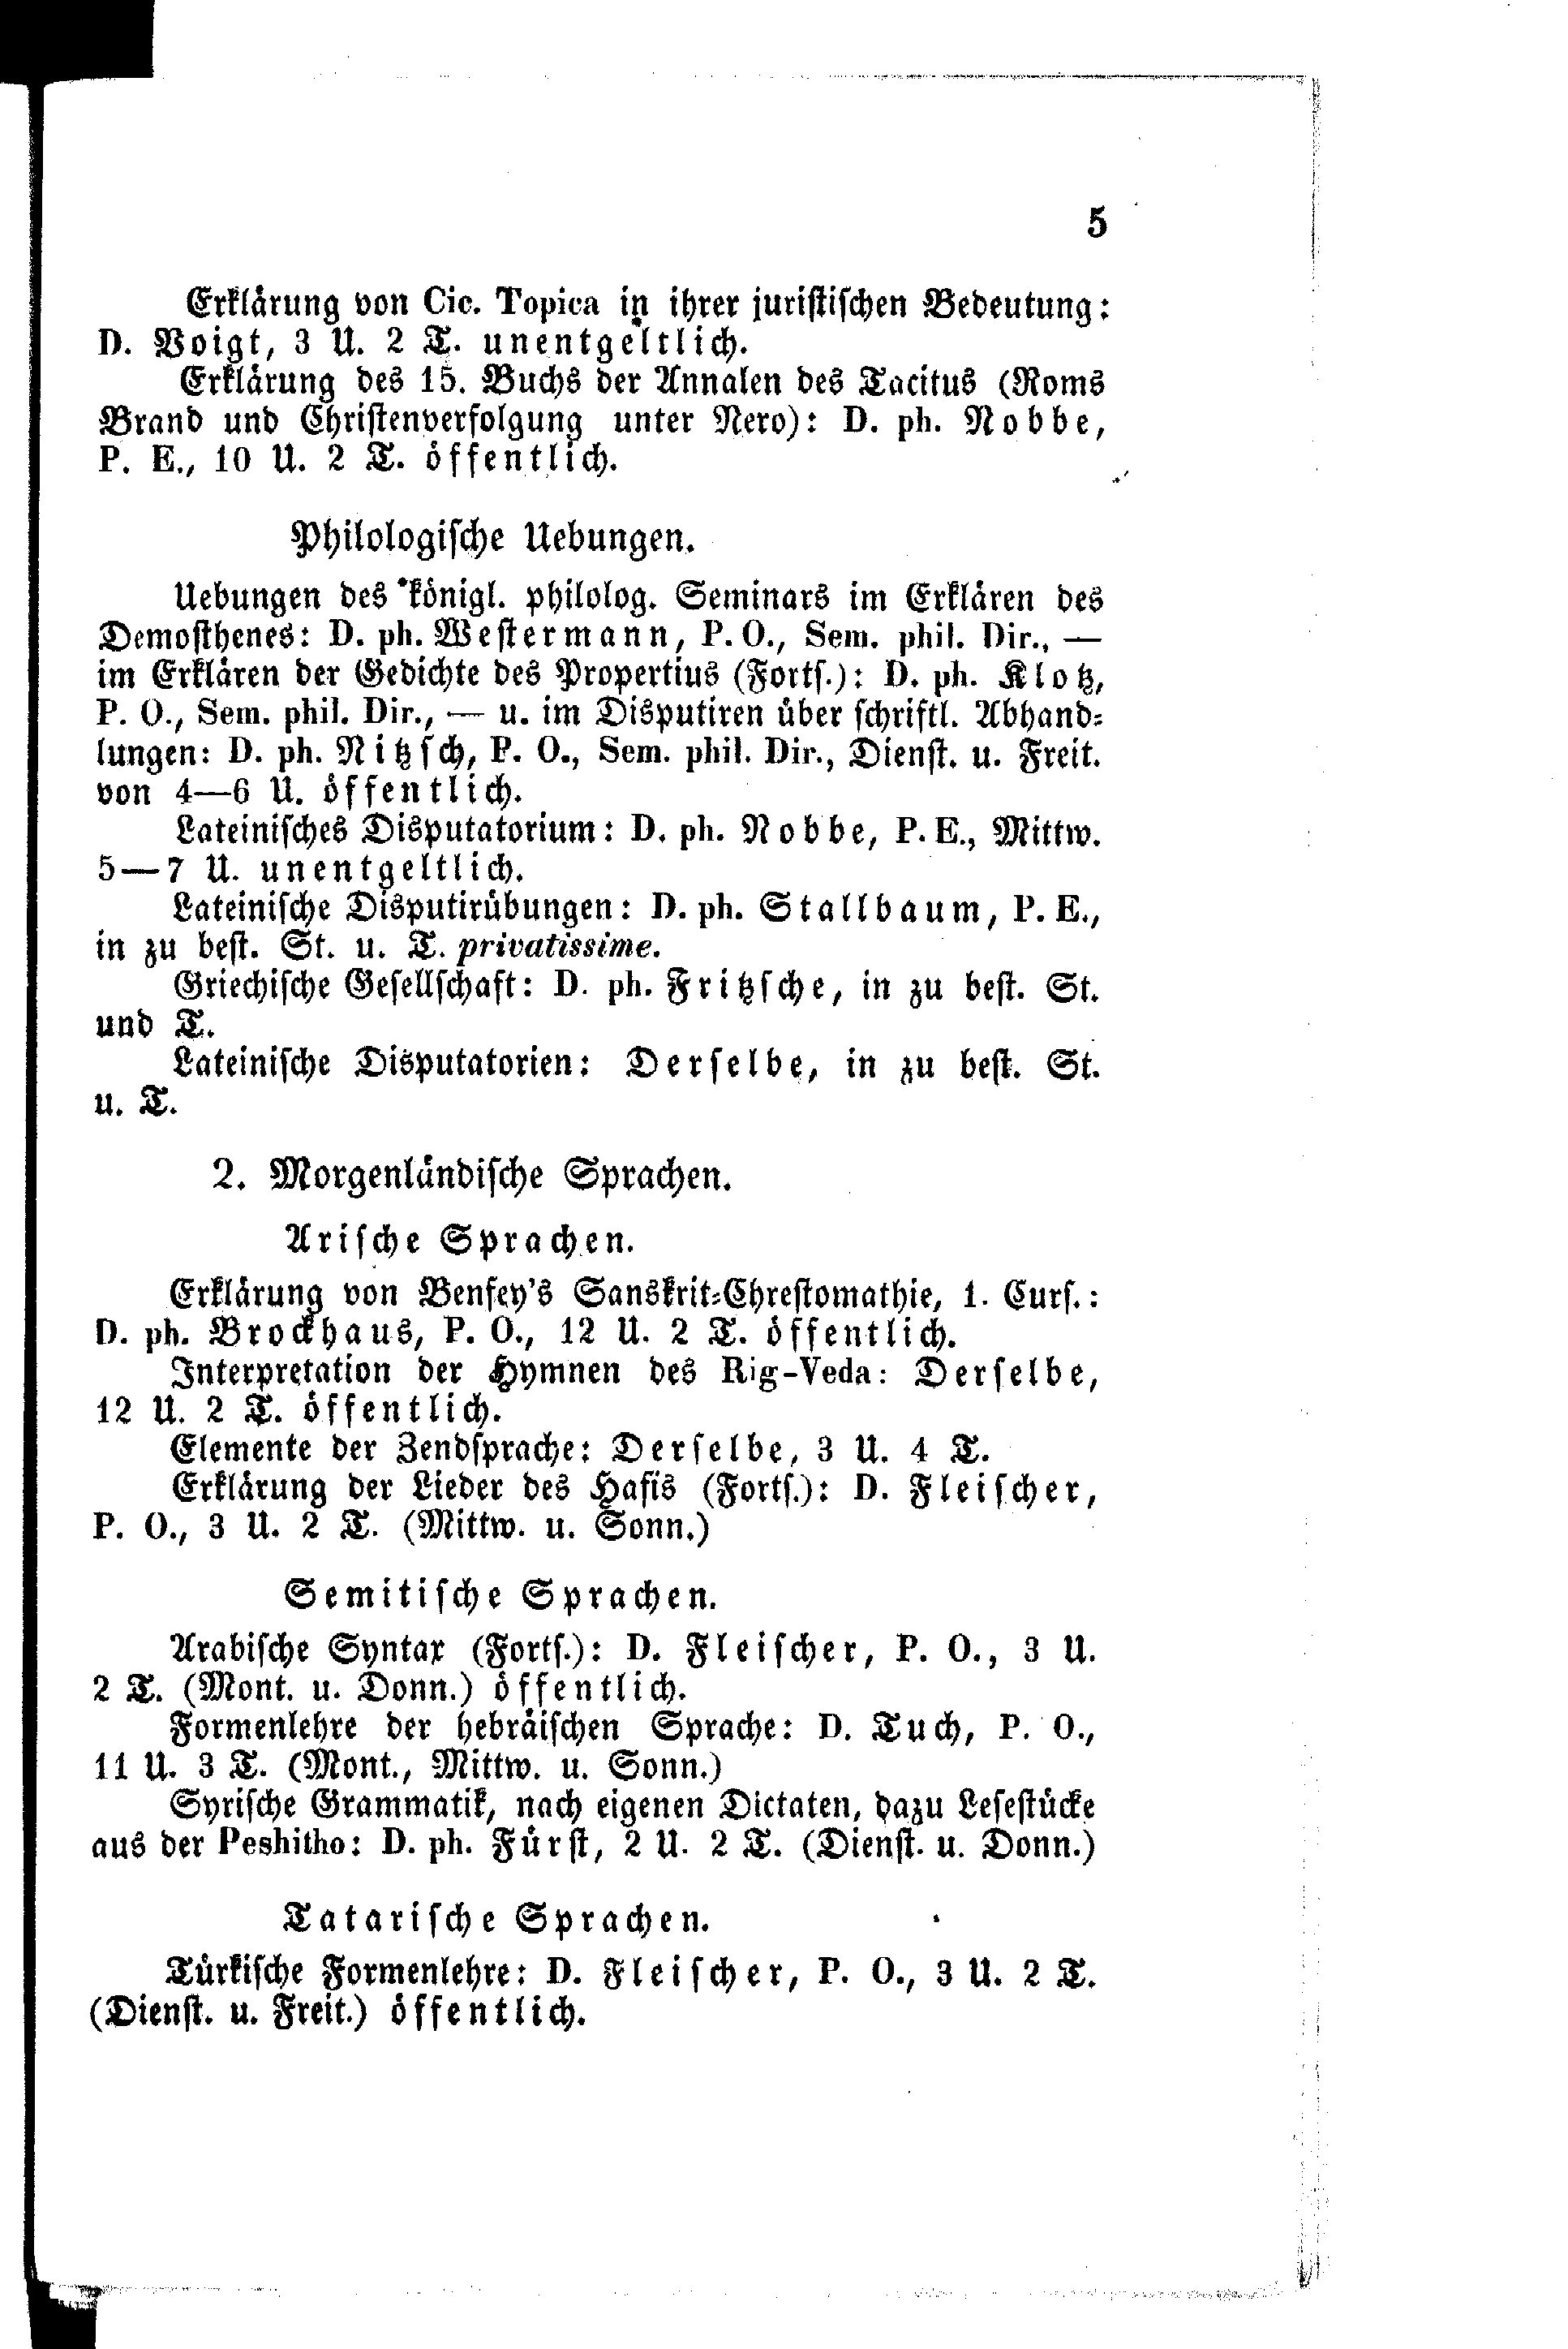 5
Erklärung von Cic. Topica in ihrer juristischen Bedeutung:
D. Voigt, 3 U. 2 T. unentgeltlich.
Erklärung des 15. Buchs der Annalen des Tacitus (Roms
Brand und Christenverfolgung unter Nero): D. ph. Nobbe,
P. E., 10 U. 2 T. öffentlich.
Philologische Uebungen.
Uebungen des königl. philolog. Seminars im Erklären des
Demosthenes: D. ph. Westermann, P. O., Sem. phil. Dir., —
im Erklären der Gedichte des Propertius (Forts.): D. ph. Klotz,
P. O., Sem. phil. Dir., — u. im Disputiren über schriftl. Abhand-
lungen: D. ph. Nitzsch, P. O., Sem. phil. Dir., Dienst. u. Freit.
von 4—6 U. öffentlich.
Lateinisches Disputatorium: D. ph. Nobbe, P. E., Mittw.
5—7 U. unentgeltlich.
Lateinische Disputirübungen: D. ph. Stallbaum, P. E.,
in zu best. St. u. T. privatissime.
Griechische Gesellschaft: D. ph. Fritzsche, in zu best. St.
und T.
Lateinische Disputatorien: Derselbe, in zu best. St.
u. T.
2. Morgenländische Sprachen.
Arische Sprachen.
Erklärung von Benfey's Sanskrit-Chrestomathie, 1. Curs.:
D. ph. Brockhaus, P. O., 12 U. 2 T. öffentlich.
Interpretation der Hymnen des Rig-Veda: Derselbe,
12 U. 2 T. öffentlich.
Elemente der Zendsprache: Derselbe, 3 U. 4 T.
Erklärung der Lieder des Hafis (Forts.): D. Fleischer,
P. O., 3 U. 2 T. (Mittw. u. Sonn.)
Semitische Sprachen.
Arabische Syntax (Forts.): D. Fleischer, P. O., 3 U.
2 T. (Mont. u. Donn.) öffentlich.
Formenlehre der hebräischen Sprache: D. Tuch, P. O.,
11 U. 3 T. (Mont., Mittw. u. Sonn.)
Syrische Grammatik, nach eigenen Dictaten, dazu Lesestücke
aus der Peshitho: D. ph. Fürst, 2 U. 2 T. (Dienst. u. Donn.)
Tatarische Sprachen.
Türkische Formenlehre: D. Fleischer, P. O., 3 U. 2 T.
(Dienst. u. Freit.) öffentlich.